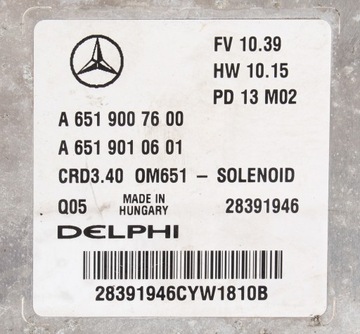 FV 10.39
HW 10.15
PD 13 M02
A 651 900 76 00
A 651 901 06 01
CRD3.40 OM651 – SOLENOID
Q05 MADE IN HUNGARY 28391946
DELPHI
28391946CYW1810B